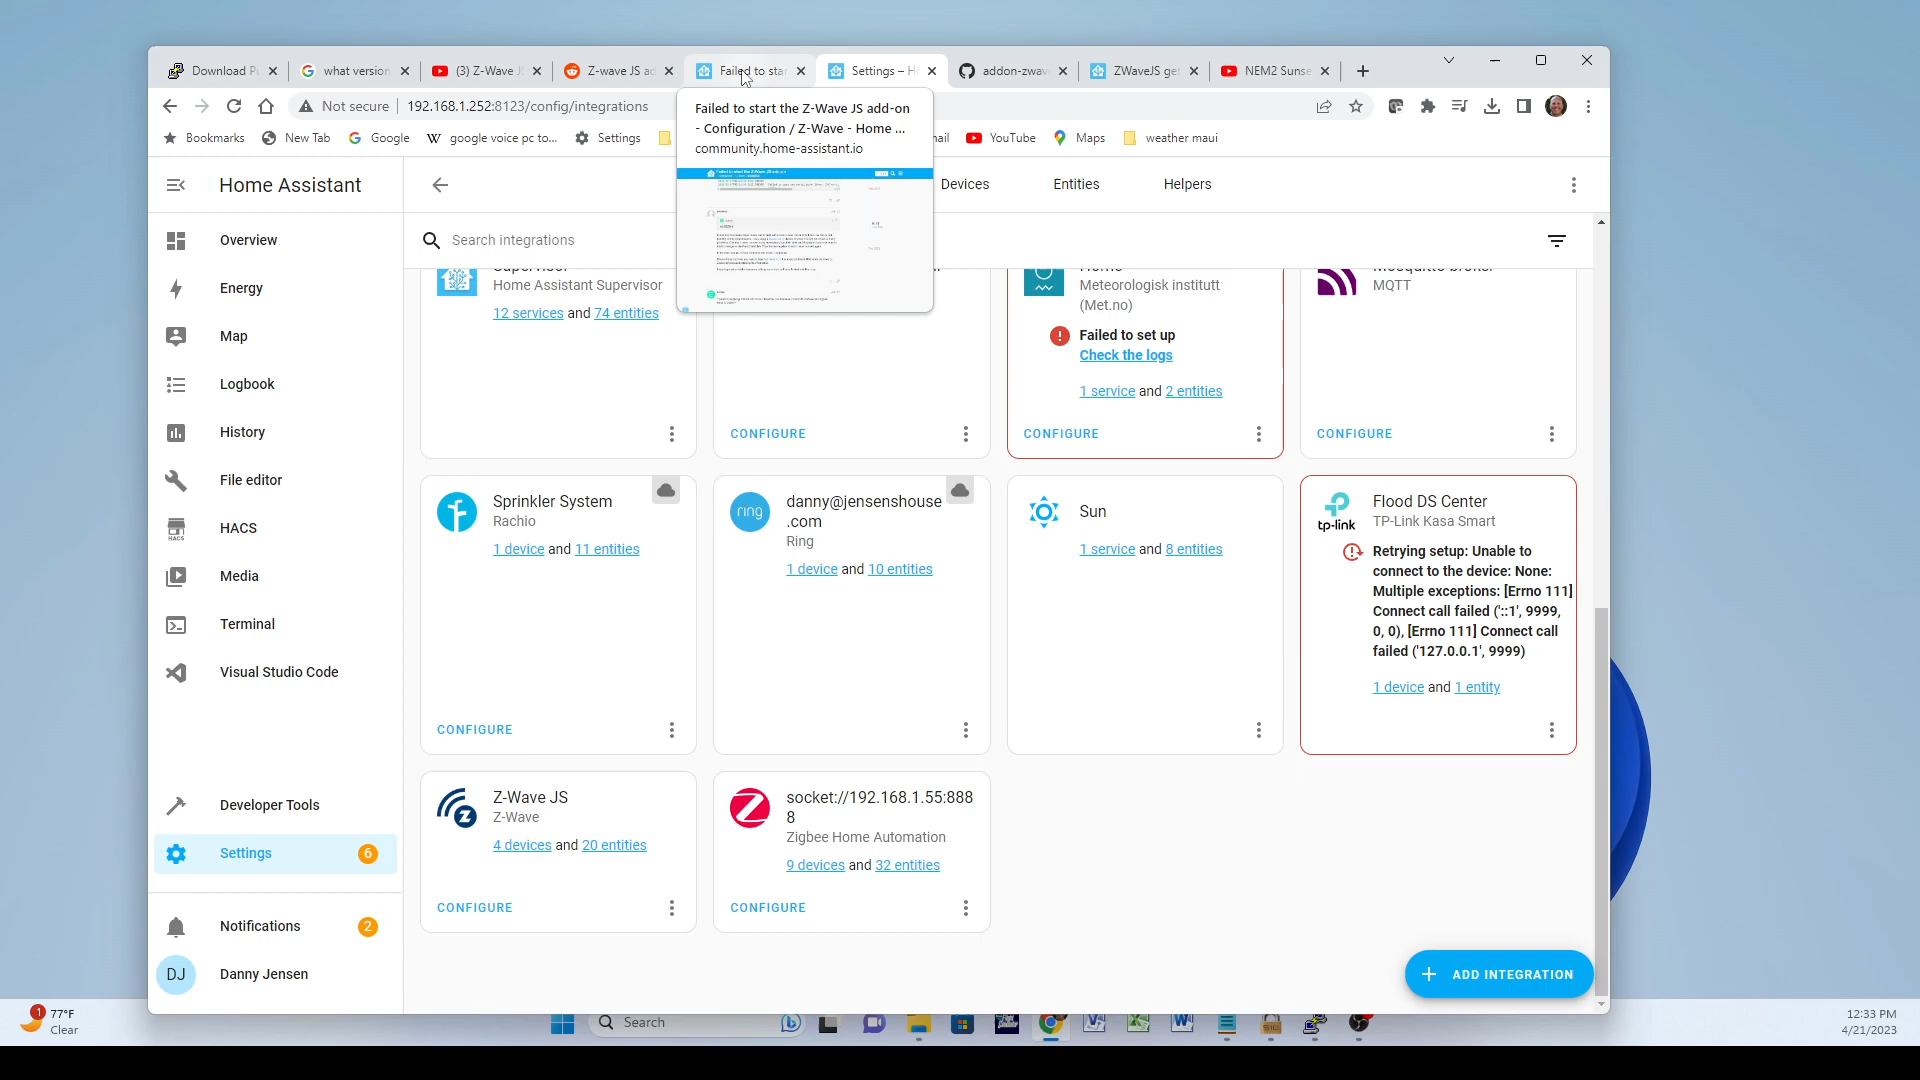 Download P
what version
(3) Z-Wave J
Z-wave JS ad
Failed to star
Settings – H
addon-zwav
ZWaveJS get
NEM2 Sunse
Not secure
192.168.1.252:8123/config/integrations
Bookmarks
New Tab
Google
google voice pc to...
Settings
YouTube
Maps
weather maui
Failed to start the Z-Wave JS add-on
- Configuration / Z-Wave - Home ...
community.home-assistant.io
Home Assistant
Devices
Entities
Helpers
Search integrations
Overview
Energy
Map
Logbook
History
File editor
HACS
HACS
Media
Terminal
Visual Studio Code
Developer Tools
Settings
6
Notifications
2
DJ
Danny Jensen
Supervisor
Home Assistant Supervisor
12 services and 74 entities
CONFIGURE
Home
Meteorologisk institutt
(Met.no)
Failed to set up
Check the logs
1 service and 2 entities
CONFIGURE
Mosquitto broker
MQTT
CONFIGURE
Sprinkler System
Rachio
1 device and 11 entities
CONFIGURE
ring
danny@jensenshouse
.com
Ring
1 device and 10 entities
Sun
1 service and 8 entities
tp-link
Flood DS Center
TP-Link Kasa Smart
Retrying setup: Unable to
connect to the device: None:
Multiple exceptions: [Errno 111]
Connect call failed ('::1', 9999,
0, 0), [Errno 111] Connect call
failed ('127.0.0.1', 9999)
1 device and 1 entity
Z-Wave JS
Z-Wave
4 devices and 20 entities
CONFIGURE
socket://192.168.1.55:888
8
Zigbee Home Automation
9 devices and 32 entities
CONFIGURE
ADD INTEGRATION
1
77°F
Clear
Search
12:33 PM
4/21/2023